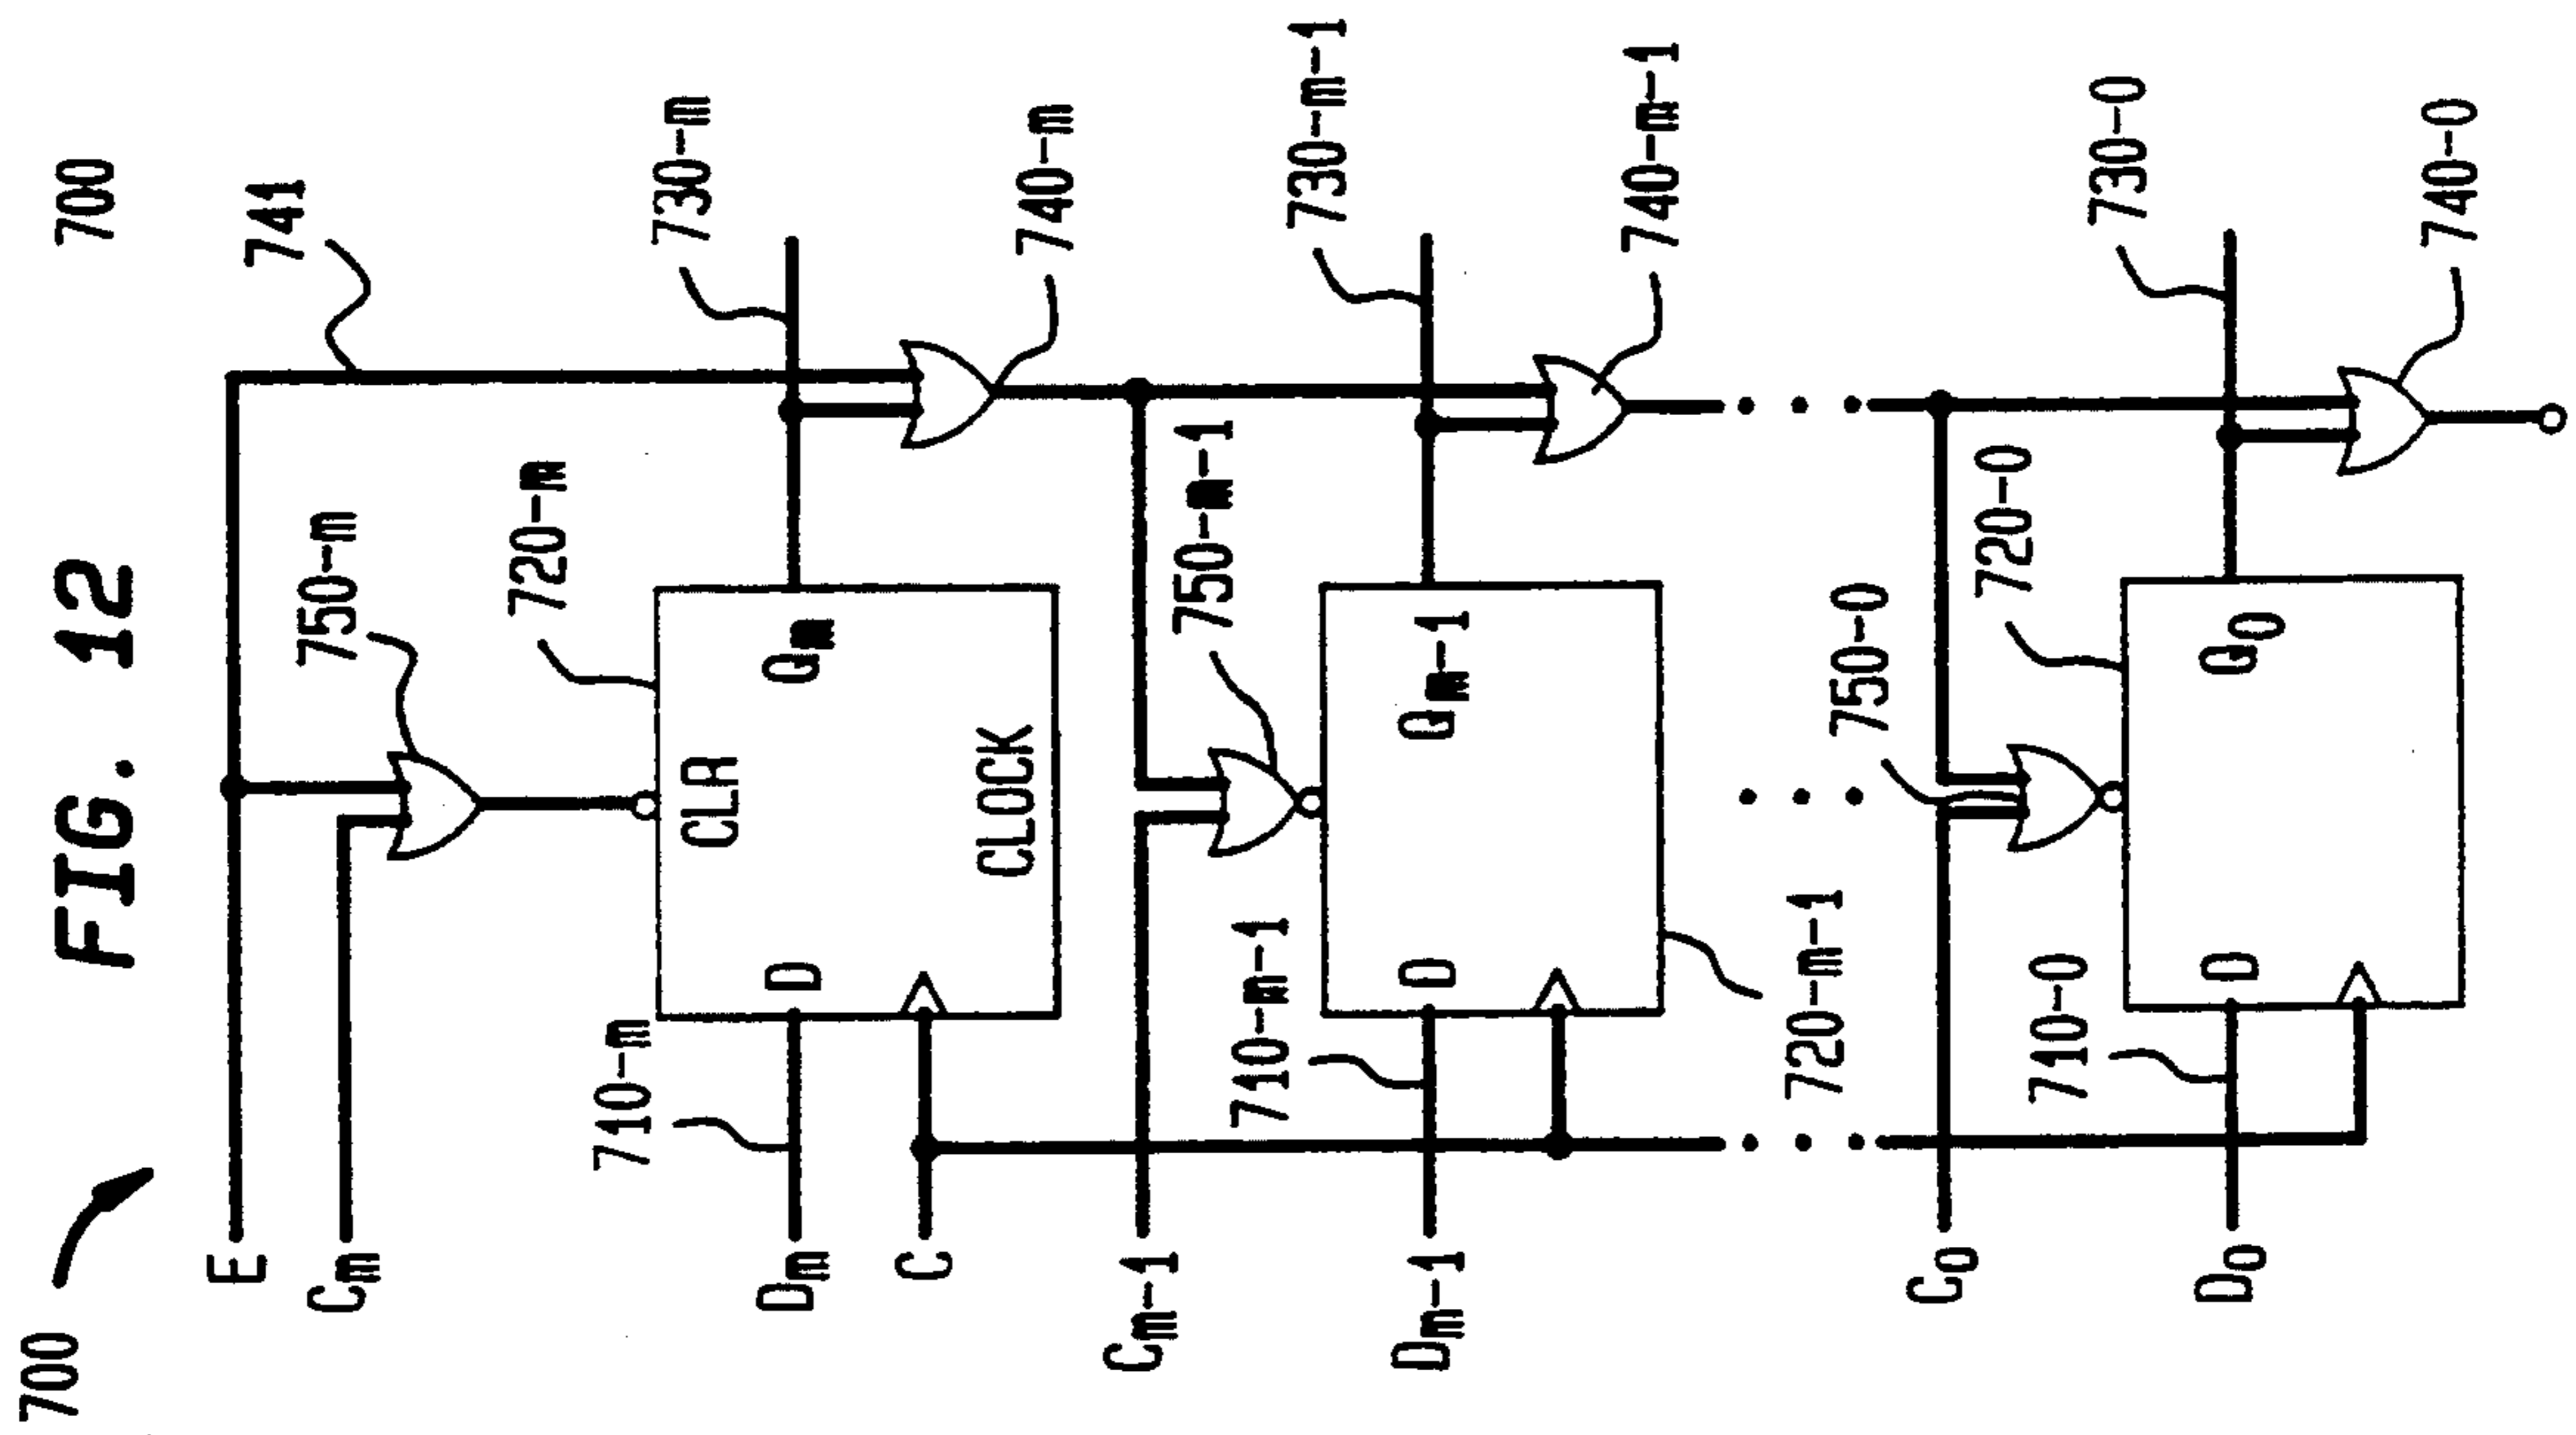 FIG. 12
700
700
741
E
Cm
750-m
720-m
730-m
710-m
Dm
D
CLR
Qm
C
CLOCK
740-m
Cm-1
750-m-1
730-m-1
710-m-1
Dm-1
D
Qm-1
740-m-1
720-m-1
C0
750-0
720-0
730-0
710-0
D0
D
Q0
740-0